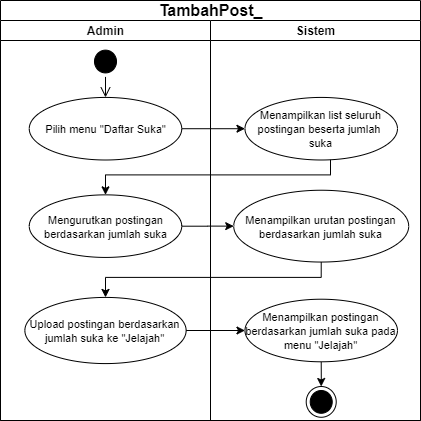 TambahPost_
Admin
Sistem
Pilih menu "Daftar Suka"
Menampilkan list seluruh
postingan beserta jumlah
suka
Mengurutkan postingan
berdasarkan jumlah suka
Menampilkan urutan postingan
berdasarkan jumlah suka
Upload postingan berdasarkan
jumlah suka ke "Jelajah"
Menampilkan postingan
berdasarkan jumlah suka pada
menu "Jelajah"